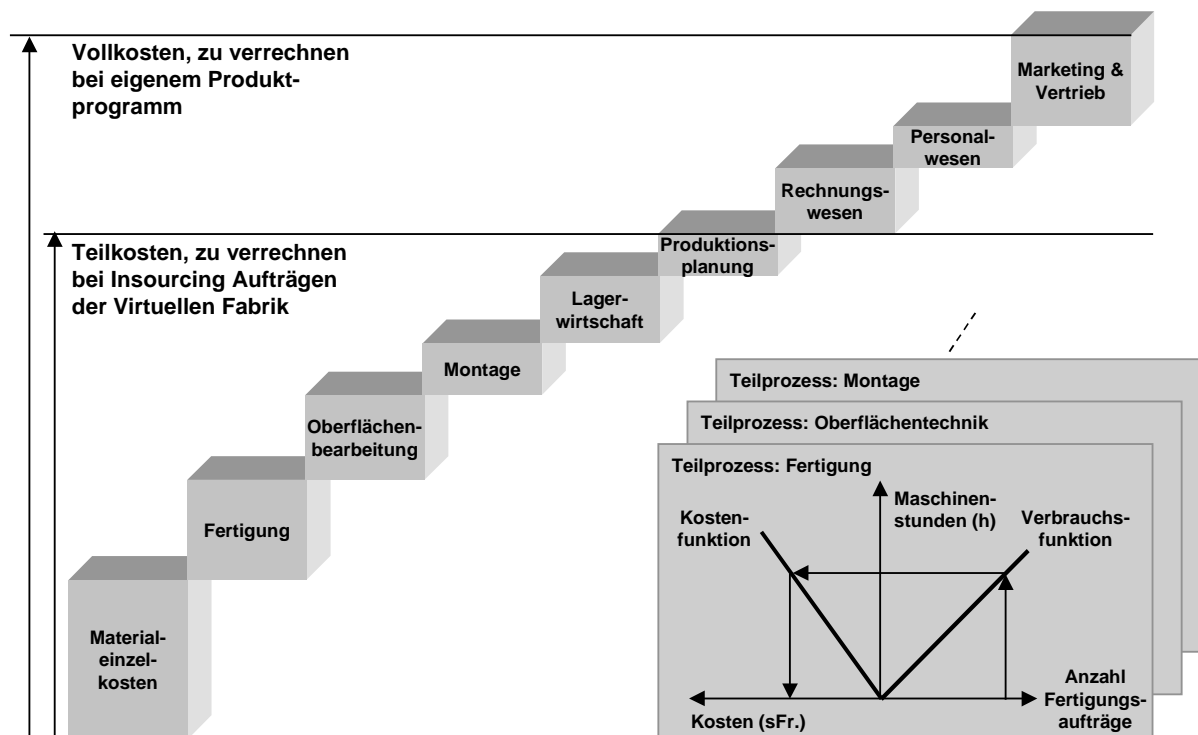 Vollkosten, zu verrechnen
bei eigenem Produkt-
programm
Marketing &
Vertrieb
Personal-
wesen
Rechnungs-
wesen
Teilkosten, zu verrechnen
bei Insourcing Aufträgen
der Virtuellen Fabrik
Produktions-
planung
Lager-
wirtschaft
Montage
Oberflächen-
bearbeitung
Fertigung
Material-
einzel-
kosten
Teilprozess: Montage
Teilprozess: Oberflächentechnik
Teilprozess: Fertigung
Maschinen-
stunden (h)
Kosten-
funktion
Verbrauchs-
funktion
Anzahl
Fertigungs-
aufträge
Kosten (sFr.)